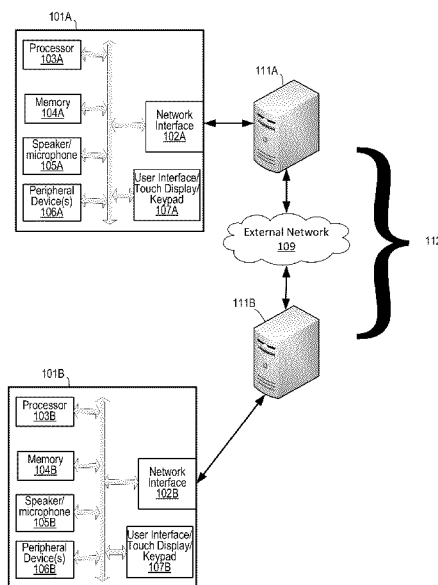 101A
Processor
103A
Memory
104A
Speaker/
microphone
105A
Peripheral
Device(s)
106A
Network
Interface
102A
User Interface/
Touch Display/
Keypad
107A
111A
External Network
109
112
111B
101B
Processor
103B
Memory
104B
Speaker/
microphone
105B
Peripheral
Device(s)
106B
Network
Interface
102B
User Interface/
Touch Display/
Keypad
107B